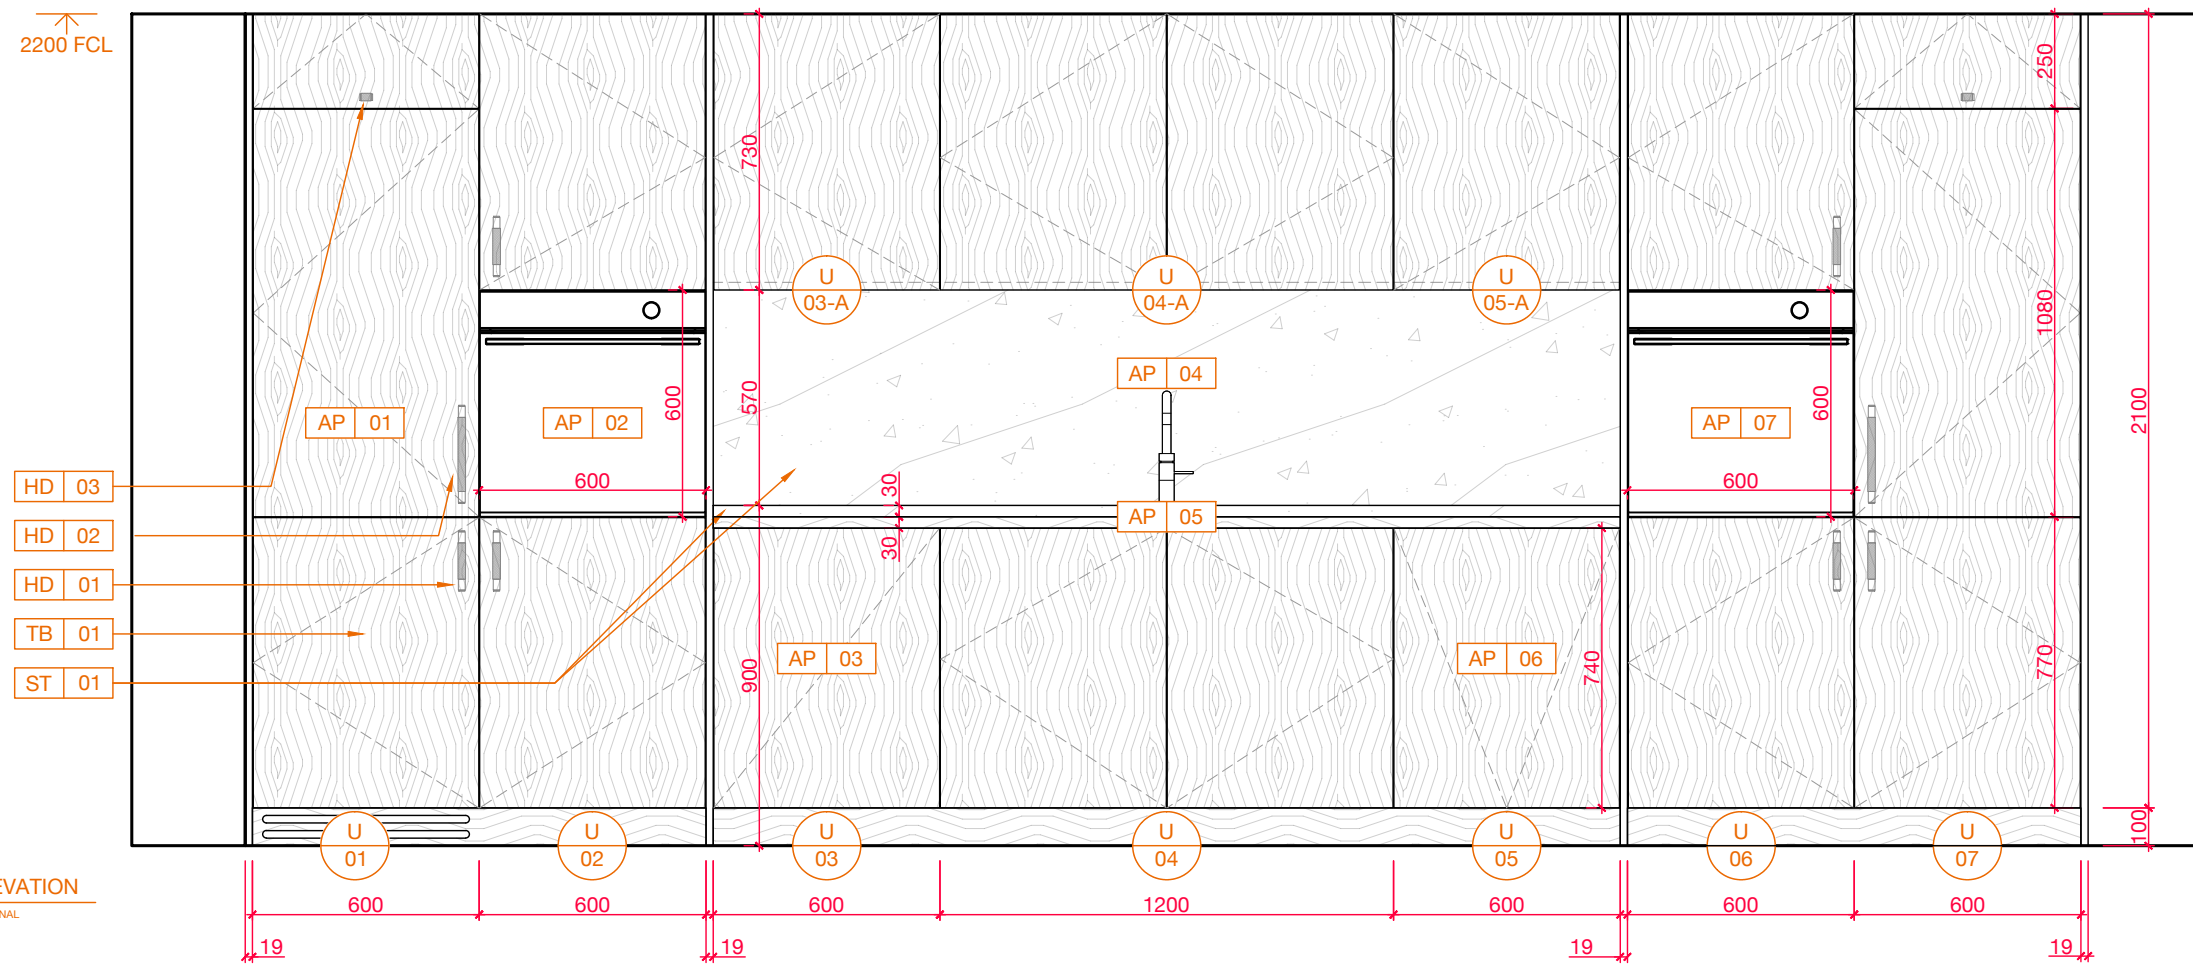 2200 FCL
250
730
U
03-A
U
04-A
U
05-A
1080
AP 04
600
570
600
2100
AP 01
AP 02
AP 07
HD 03
600
30
600
AP 05
HD 02
30
HD 01
TB 01
AP 03
AP 06
740
770
900
ST 01
100
U
01
U
02
U
03
U
04
U
05
U
06
U
07
EVATION
NAL
600
600
600
1200
600
600
600
19
19
19
19